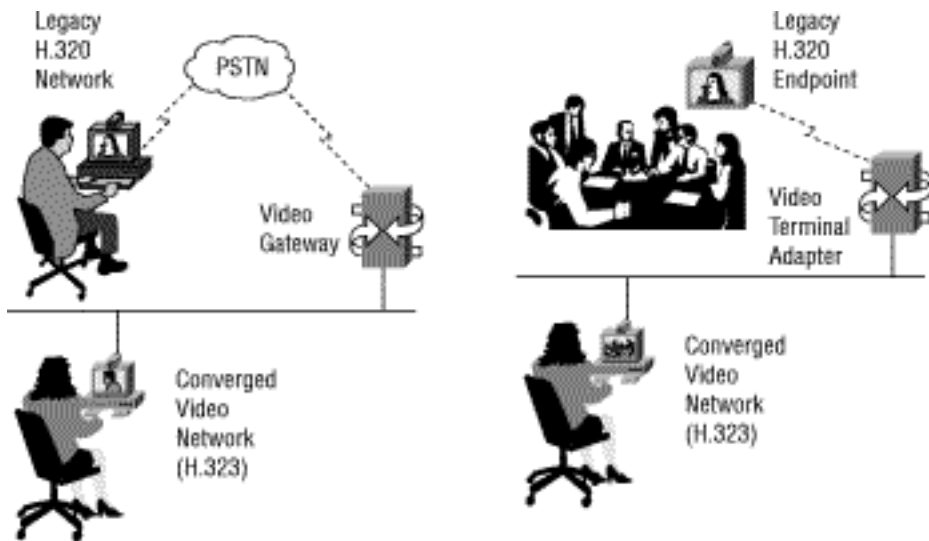 Legacy
H.320
Network
PSTN
Video
Gateway
Converged
Video
Network
(H.323)
Legacy
H.320
Endpoint
Video
Terminal
Adapter
Converged
Video
Network
(H.323)